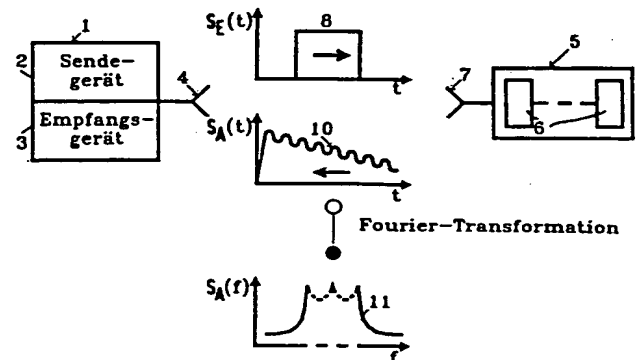 1
2
Sende-
gerät
3
Empfangs-
gerät
4
S_E(t)
8
t
S_A(t)
10
t
7
5
6
Fourier-Transformation
S_A(f)
11
f